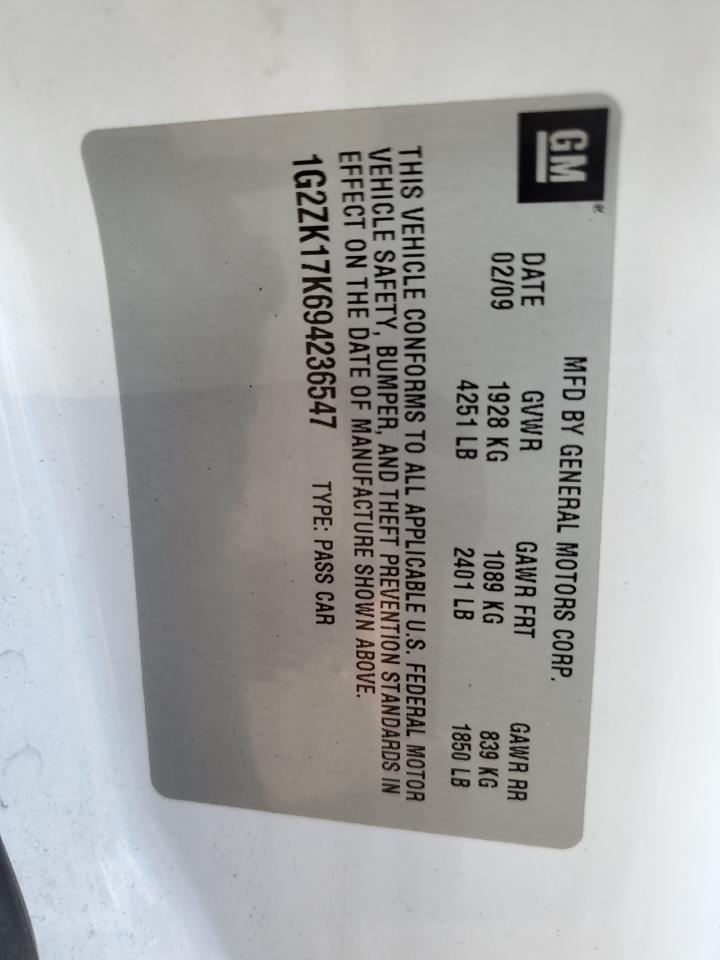 GM®
MFD BY GENERAL MOTORS CORP.
DATE GVWR GAWR FRT GAWR RR
02/09 1928 KG 1089 KG 839 KG
4251 LB 2401 LB 1850 LB
THIS VEHICLE CONFORMS TO ALL APPLICABLE U.S. FEDERAL MOTOR
VEHICLE SAFETY, BUMPER, AND THEFT PREVENTION STANDARDS IN
EFFECT ON THE DATE OF MANUFACTURE SHOWN ABOVE.
1G2ZK17K694236547 TYPE: PASS CAR